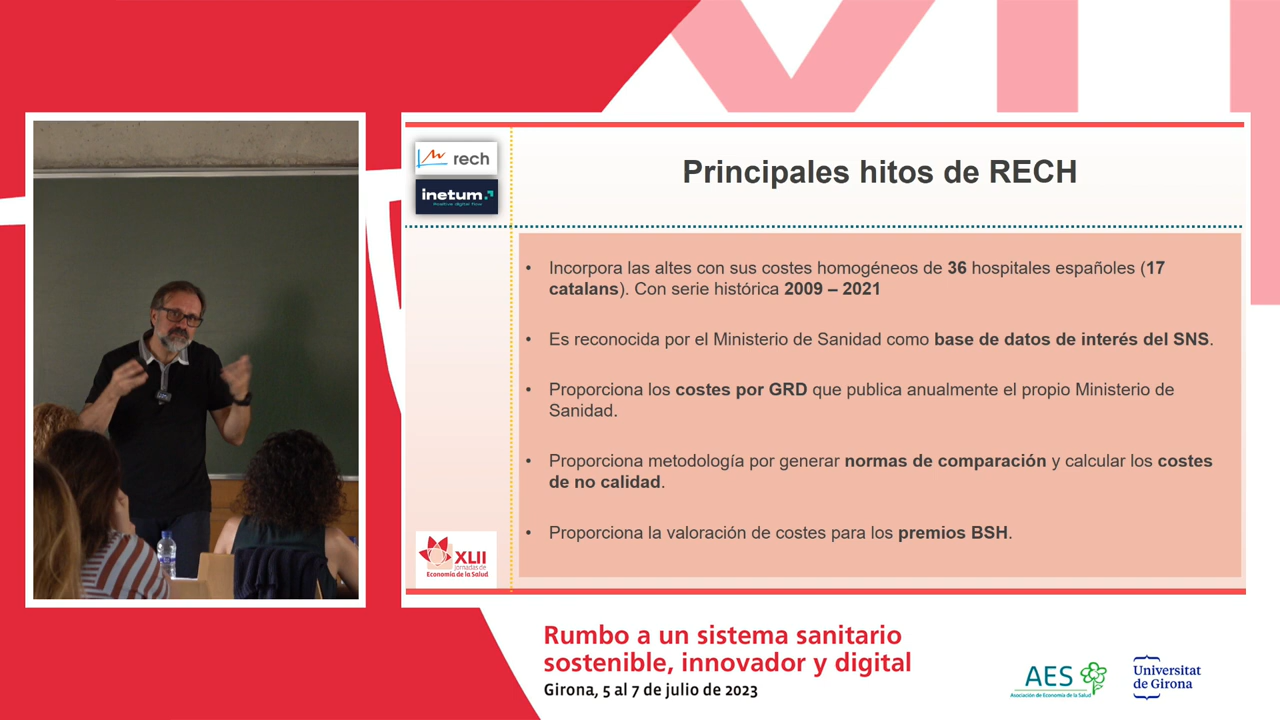 rech
inetum.
Positive digital flow
Principales hitos de RECH
• Incorpora las altes con sus costes homogéneos de 36 hospitales españoles (17
catalans). Con serie histórica 2009 – 2021
• Es reconocida por el Ministerio de Sanidad como base de datos de interés del SNS.
• Proporciona los costes por GRD que publica anualmente el propio Ministerio de
Sanidad.
• Proporciona metodología por generar normas de comparación y calcular los costes
de no calidad.
• Proporciona la valoración de costes para los premios BSH.
XLII
Jornadas de
Economía de la Salud
Rumbo a un sistema sanitario
sostenible, innovador y digital
Girona, 5 al 7 de julio de 2023
AES
Asociación de Economía de la Salud
Universitat
de Girona